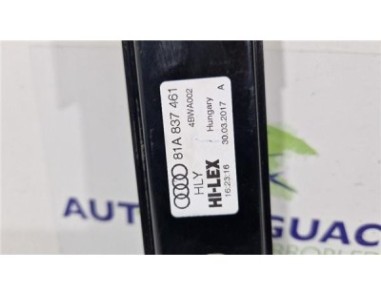 81A 837 461
4BWA002
HLY
HI-LEX
Hungary
30.03.2017
A
16:23:16
AUT
GUAC